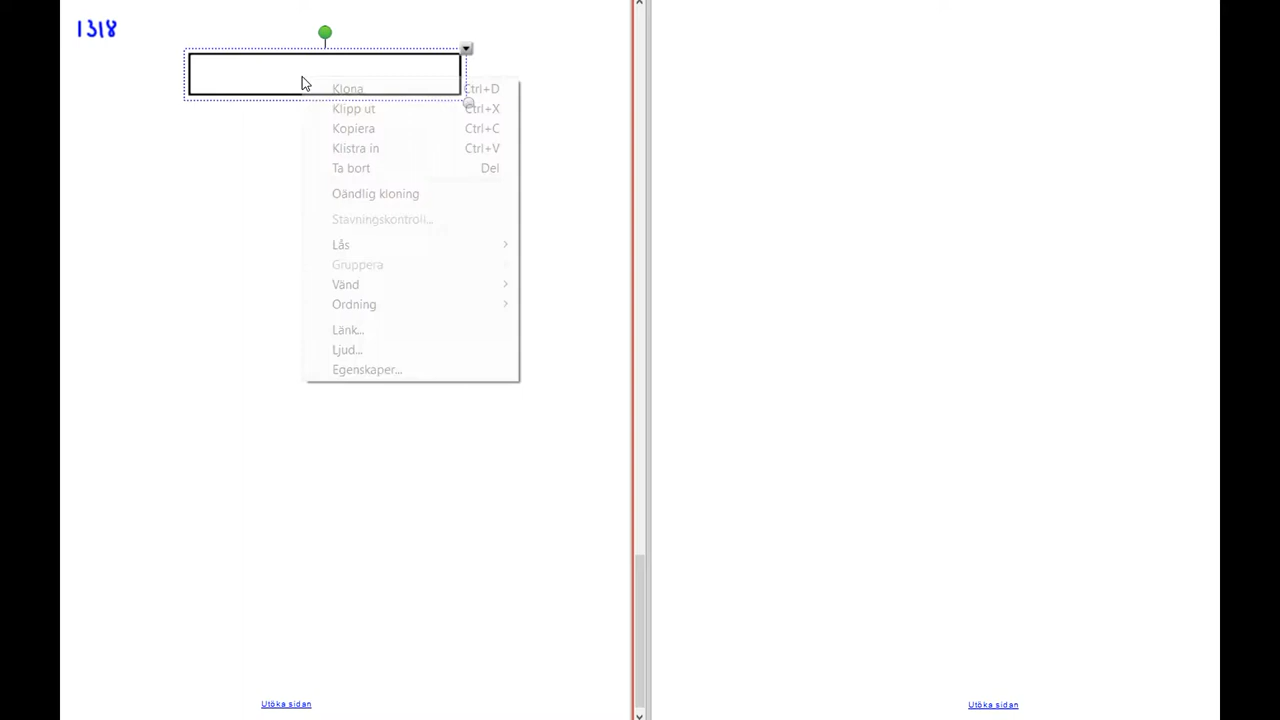 1318
Klona Ctrl+D
Klipp ut Ctrl+X
Kopiera Ctrl+C
Klistra in Ctrl+V
Ta bort Del
Oändlig kloning
Stavningskontroll...
Lås
Gruppera
Vänd
Ordning
Länk...
Ljud...
Egenskaper...
Utöka sidan
Utöka sidan